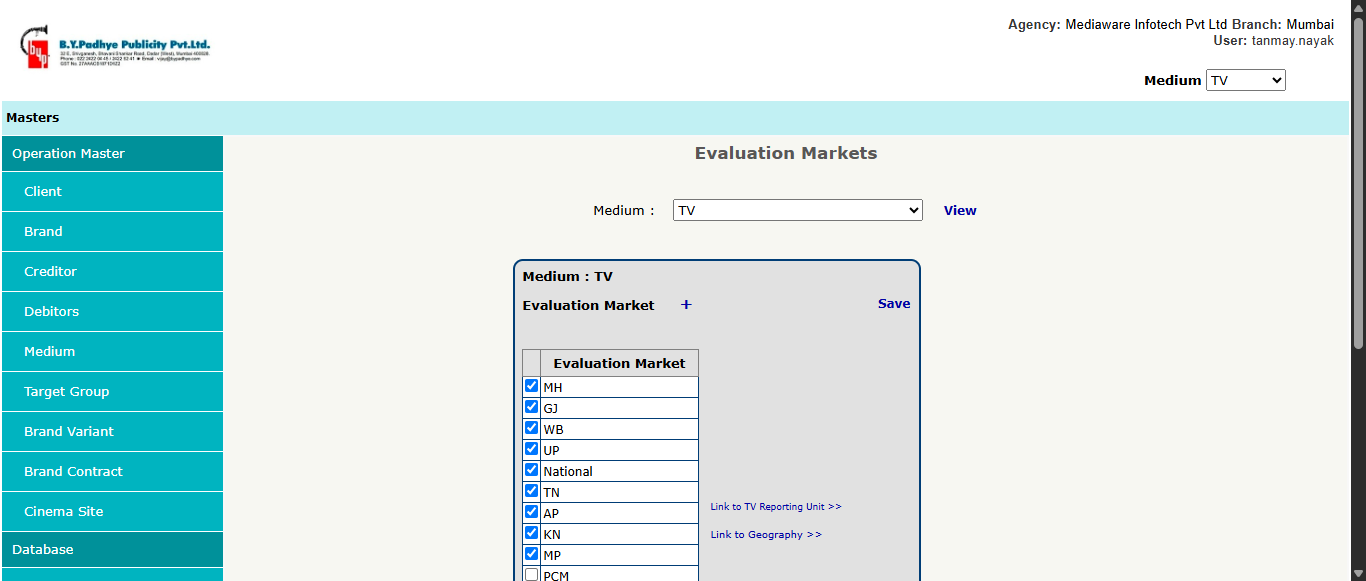 Agency: Mediaware Infotech Pvt Ltd Branch: Mumbai
User: tanmay.nayak
byp
B.Y.Padhye Publicity Pvt.Ltd.
Medium TV
Masters
Operation Master
Client
Brand
Creditor
Debitors
Medium
Target Group
Brand Variant
Brand Contract
Cinema Site
Database
Evaluation Markets
Medium : TV View
Medium : TV
Evaluation Market + Save
Evaluation Market
MH
GJ
WB
UP
National
TN
AP
KN
MP
PCM
Link to TV Reporting Unit >>
Link to Geography >>